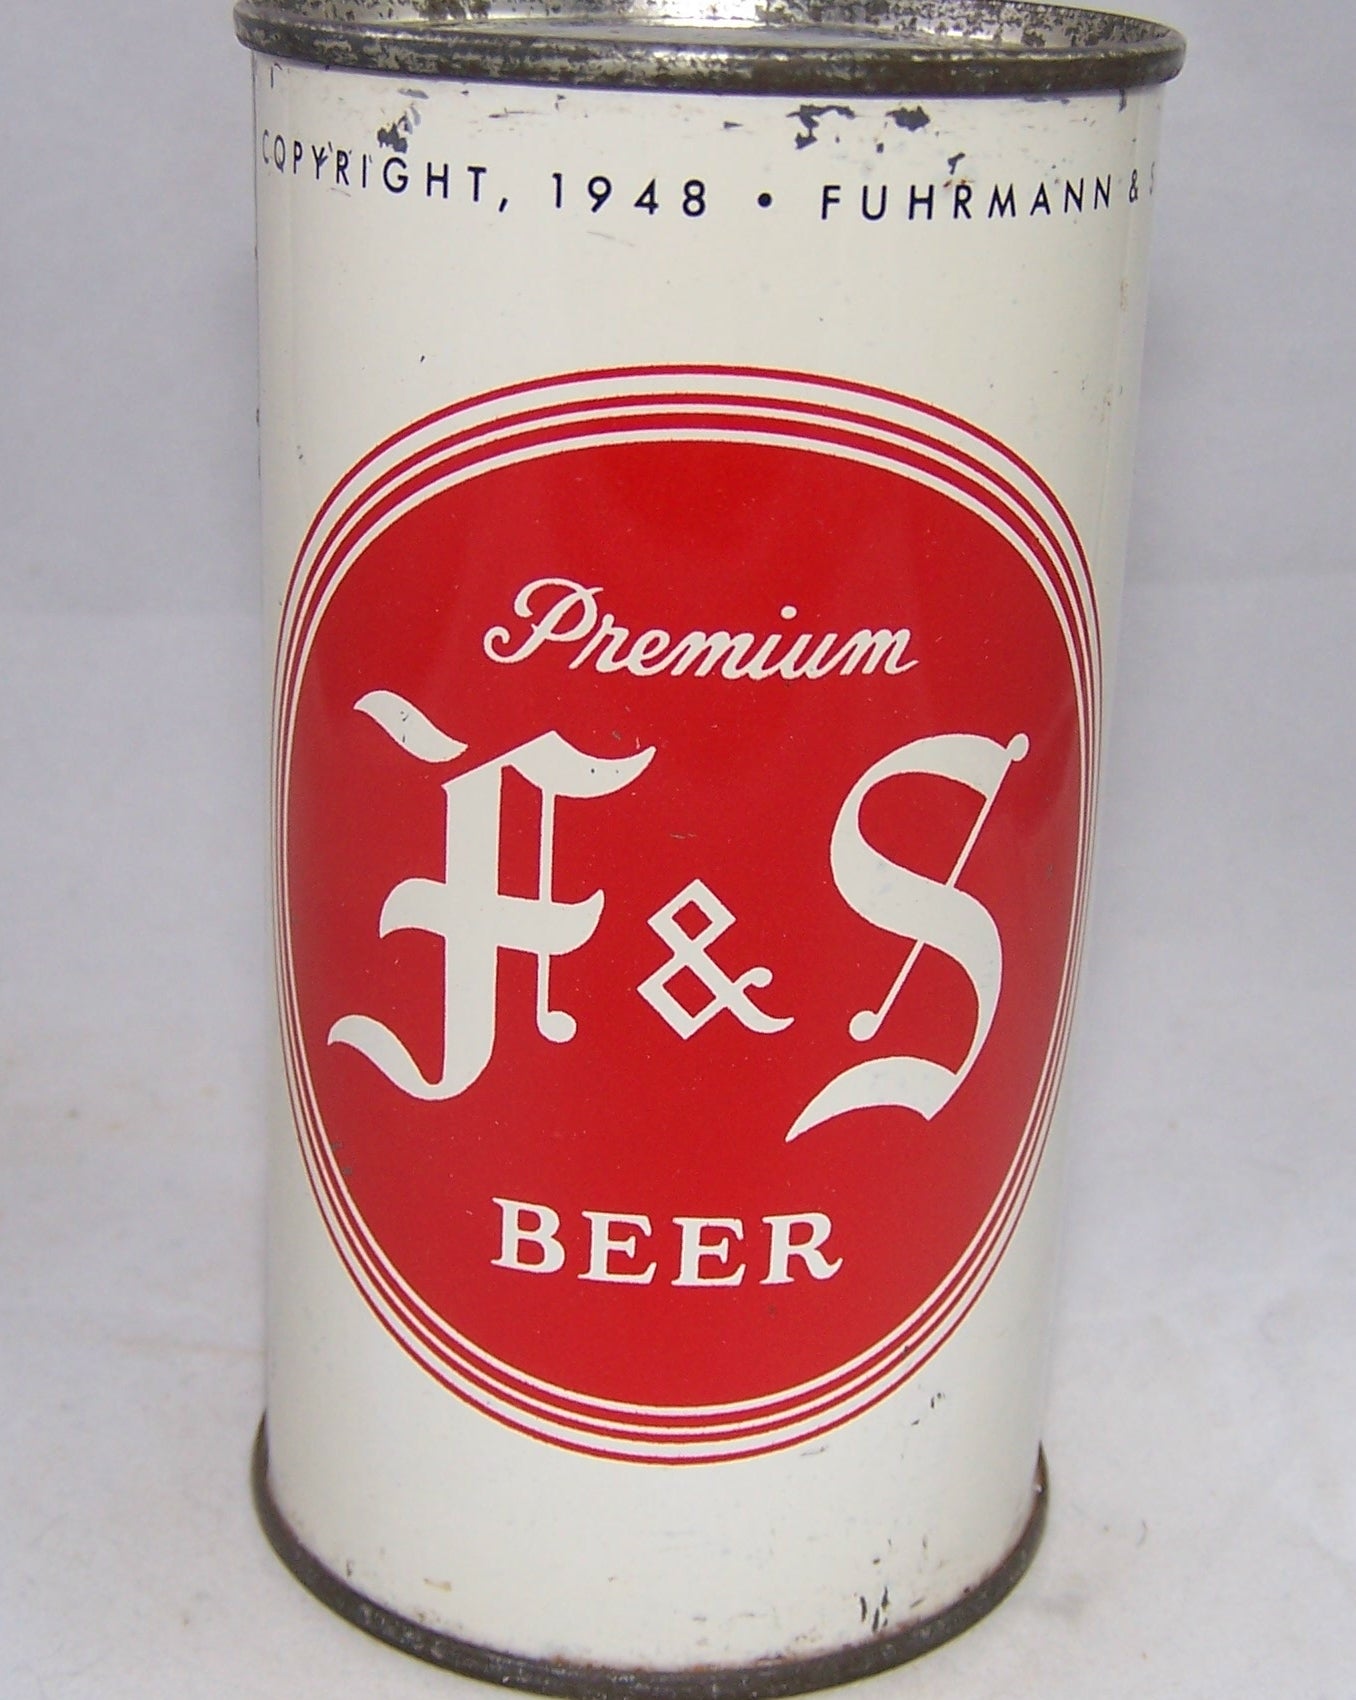 COPYRIGHT, 1948 • FUHRMANN & S
Premium
F & S
BEER